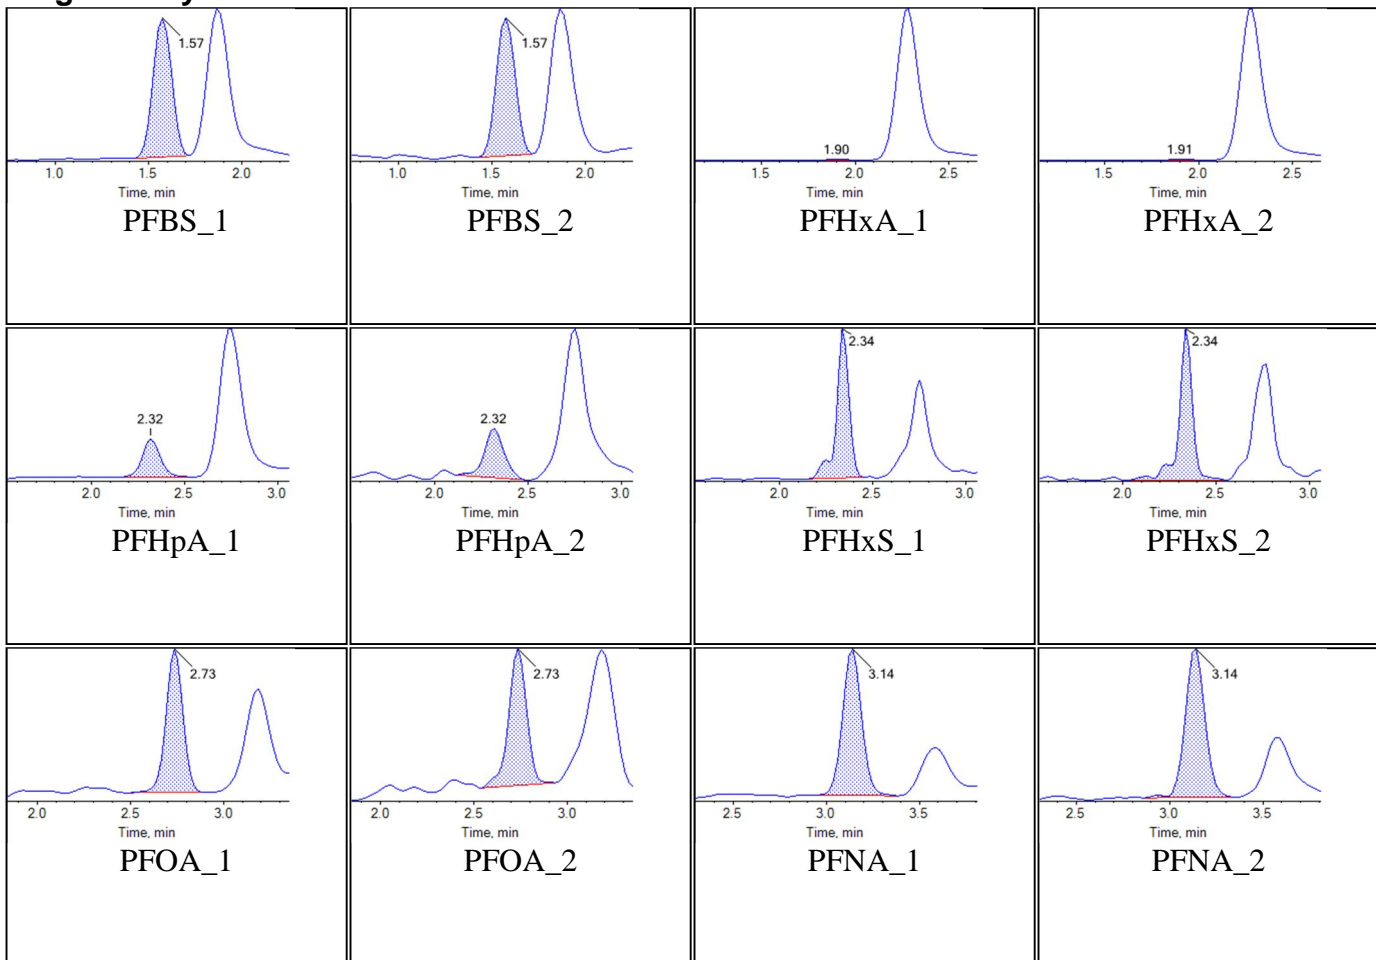 1.57
1.57
1.90
1.91
1.0 1.5 2.0
1.0 1.5 2.0
1.5 2.0 2.5
1.5 2.0 2.5
Time, min
Time, min
Time, min
Time, min
PFBS_1
PFBS_2
PFHxA_1
PFHxA_2
2.32
2.32
2.34
2.34
2.0 2.5 3.0
2.0 2.5 3.0
2.0 2.5 3.0
2.0 2.5 3.0
Time, min
Time, min
Time, min
Time, min
PFHpA_1
PFHpA_2
PFHxS_1
PFHxS_2
2.73
2.73
3.14
3.14
2.0 2.5 3.0
2.0 2.5 3.0
2.5 3.0 3.5
2.5 3.0 3.5
Time, min
Time, min
Time, min
Time, min
PFOA_1
PFOA_2
PFNA_1
PFNA_2